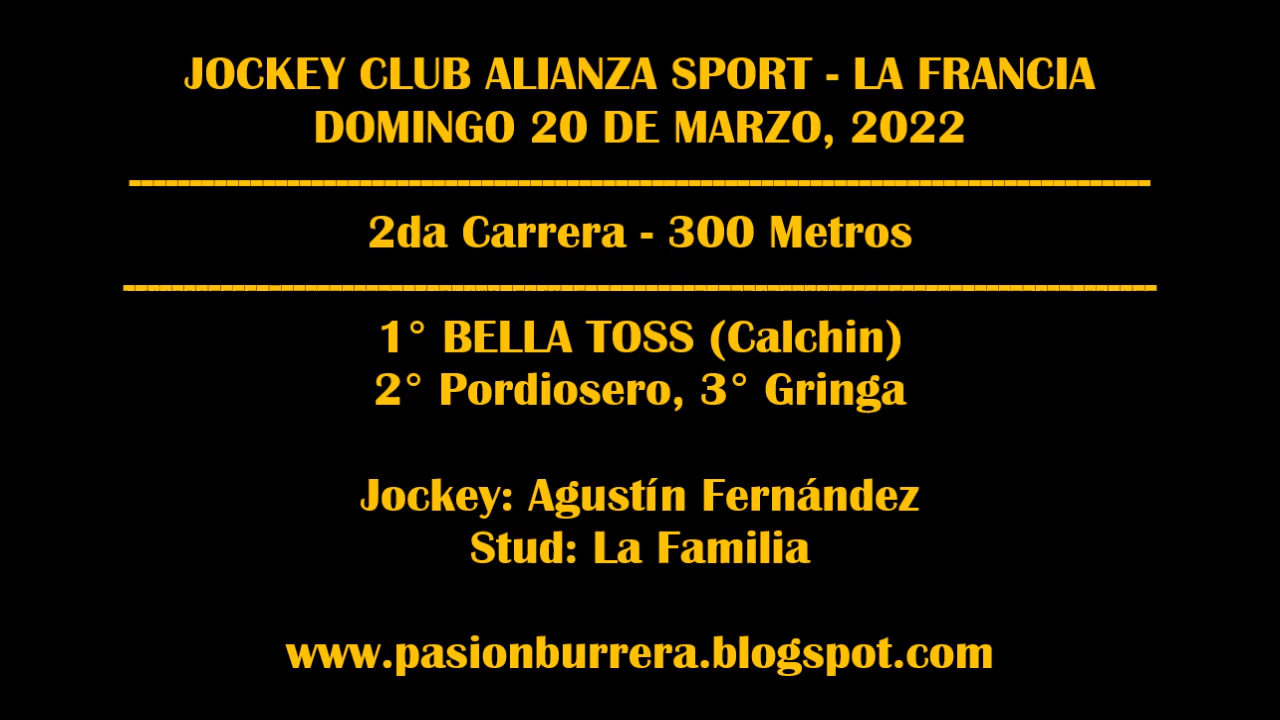 JOCKEY CLUB ALIANZA SPORT - LA FRANCIA
DOMINGO 20 DE MARZO, 2022
--------------------------------------------------------------------------------
2da Carrera - 300 Metros
--------------------------------------------------------------------------------
1° BELLA TOSS (Calchin)
2° Pordiosero, 3° Gringa
Jockey: Agustín Fernández
Stud: La Familia
www.pasionburrera.blogspot.com